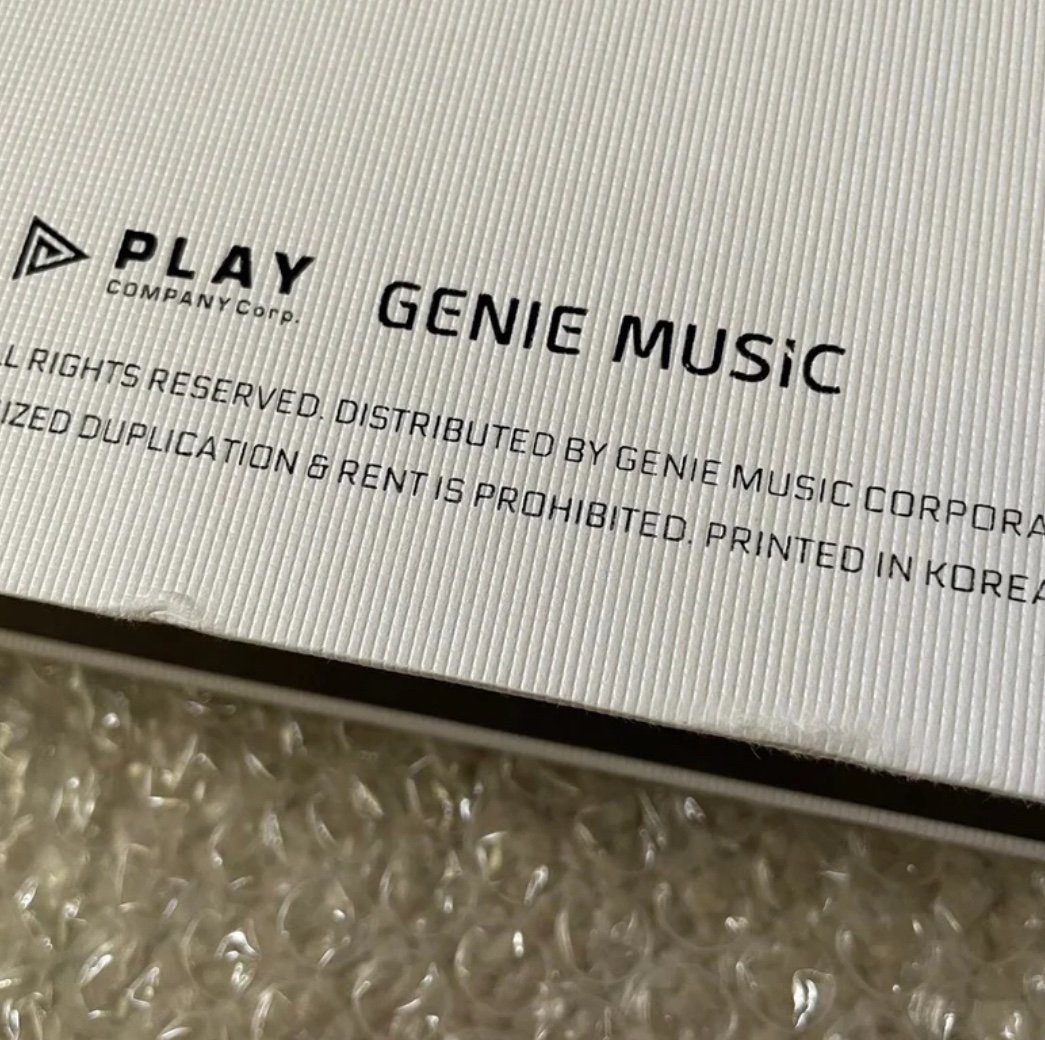 PLAY
COMPANY Corp.
GENIE MUSiC
RIGHTS RESERVED. DISTRIBUTED BY GENIE MUSIC
DUPLICATION & RENT IS PROHIBITED. PRINTED IN KOREA